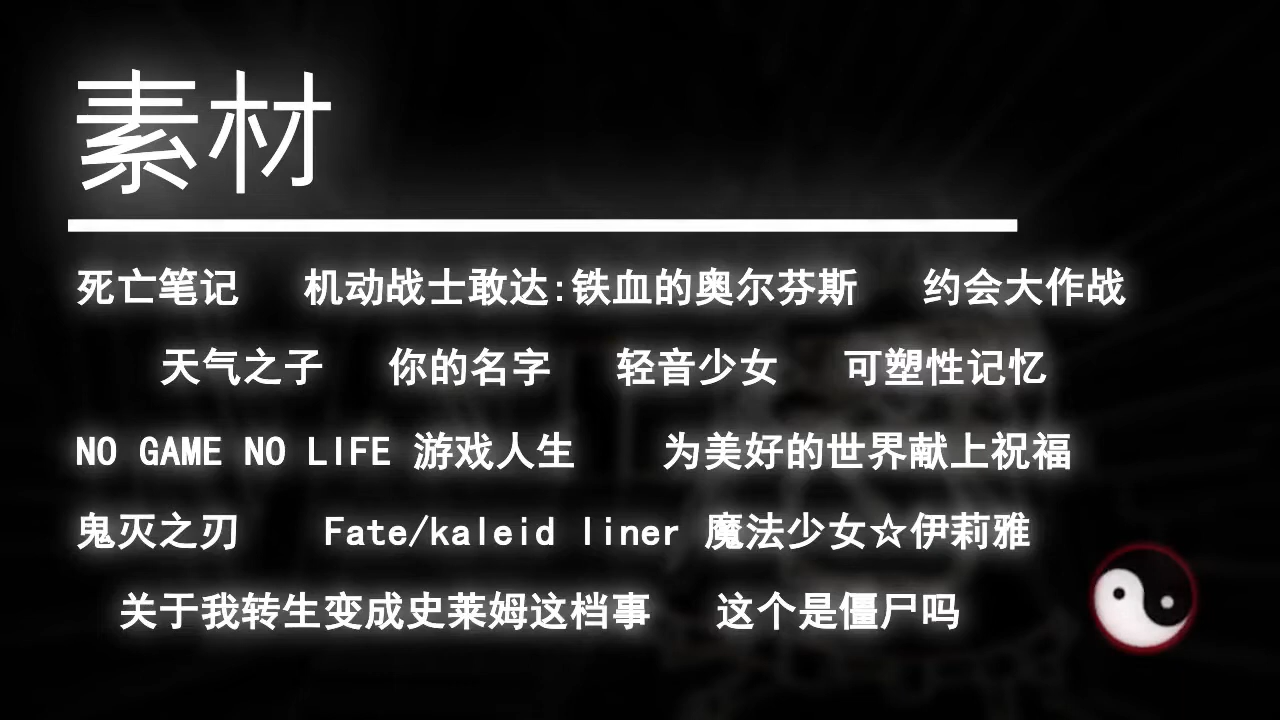 素材
死亡笔记 机动战士敢达:铁血的奥尔芬斯 约会大作战
天气之子 你的名字 轻音少女 可塑性记忆
NO GAME NO LIFE 游戏人生 为美好的世界献上祝福
鬼灭之刃 Fate/kaleid liner 魔法少女☆伊莉雅
关于我转生变成史莱姆这档事 这个是僵尸吗